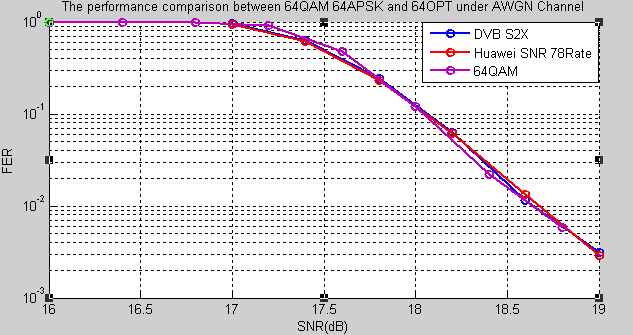 The performance comparison between 64QAM 64APSK and 64OPT under AWGN Channel
10^0
DVB S2X
Huawei SNR 78Rate
64QAM
10^-1
FER
10^-2
10^-3
16 16.5 17 17.5 18 18.5 19
SNR(dB)